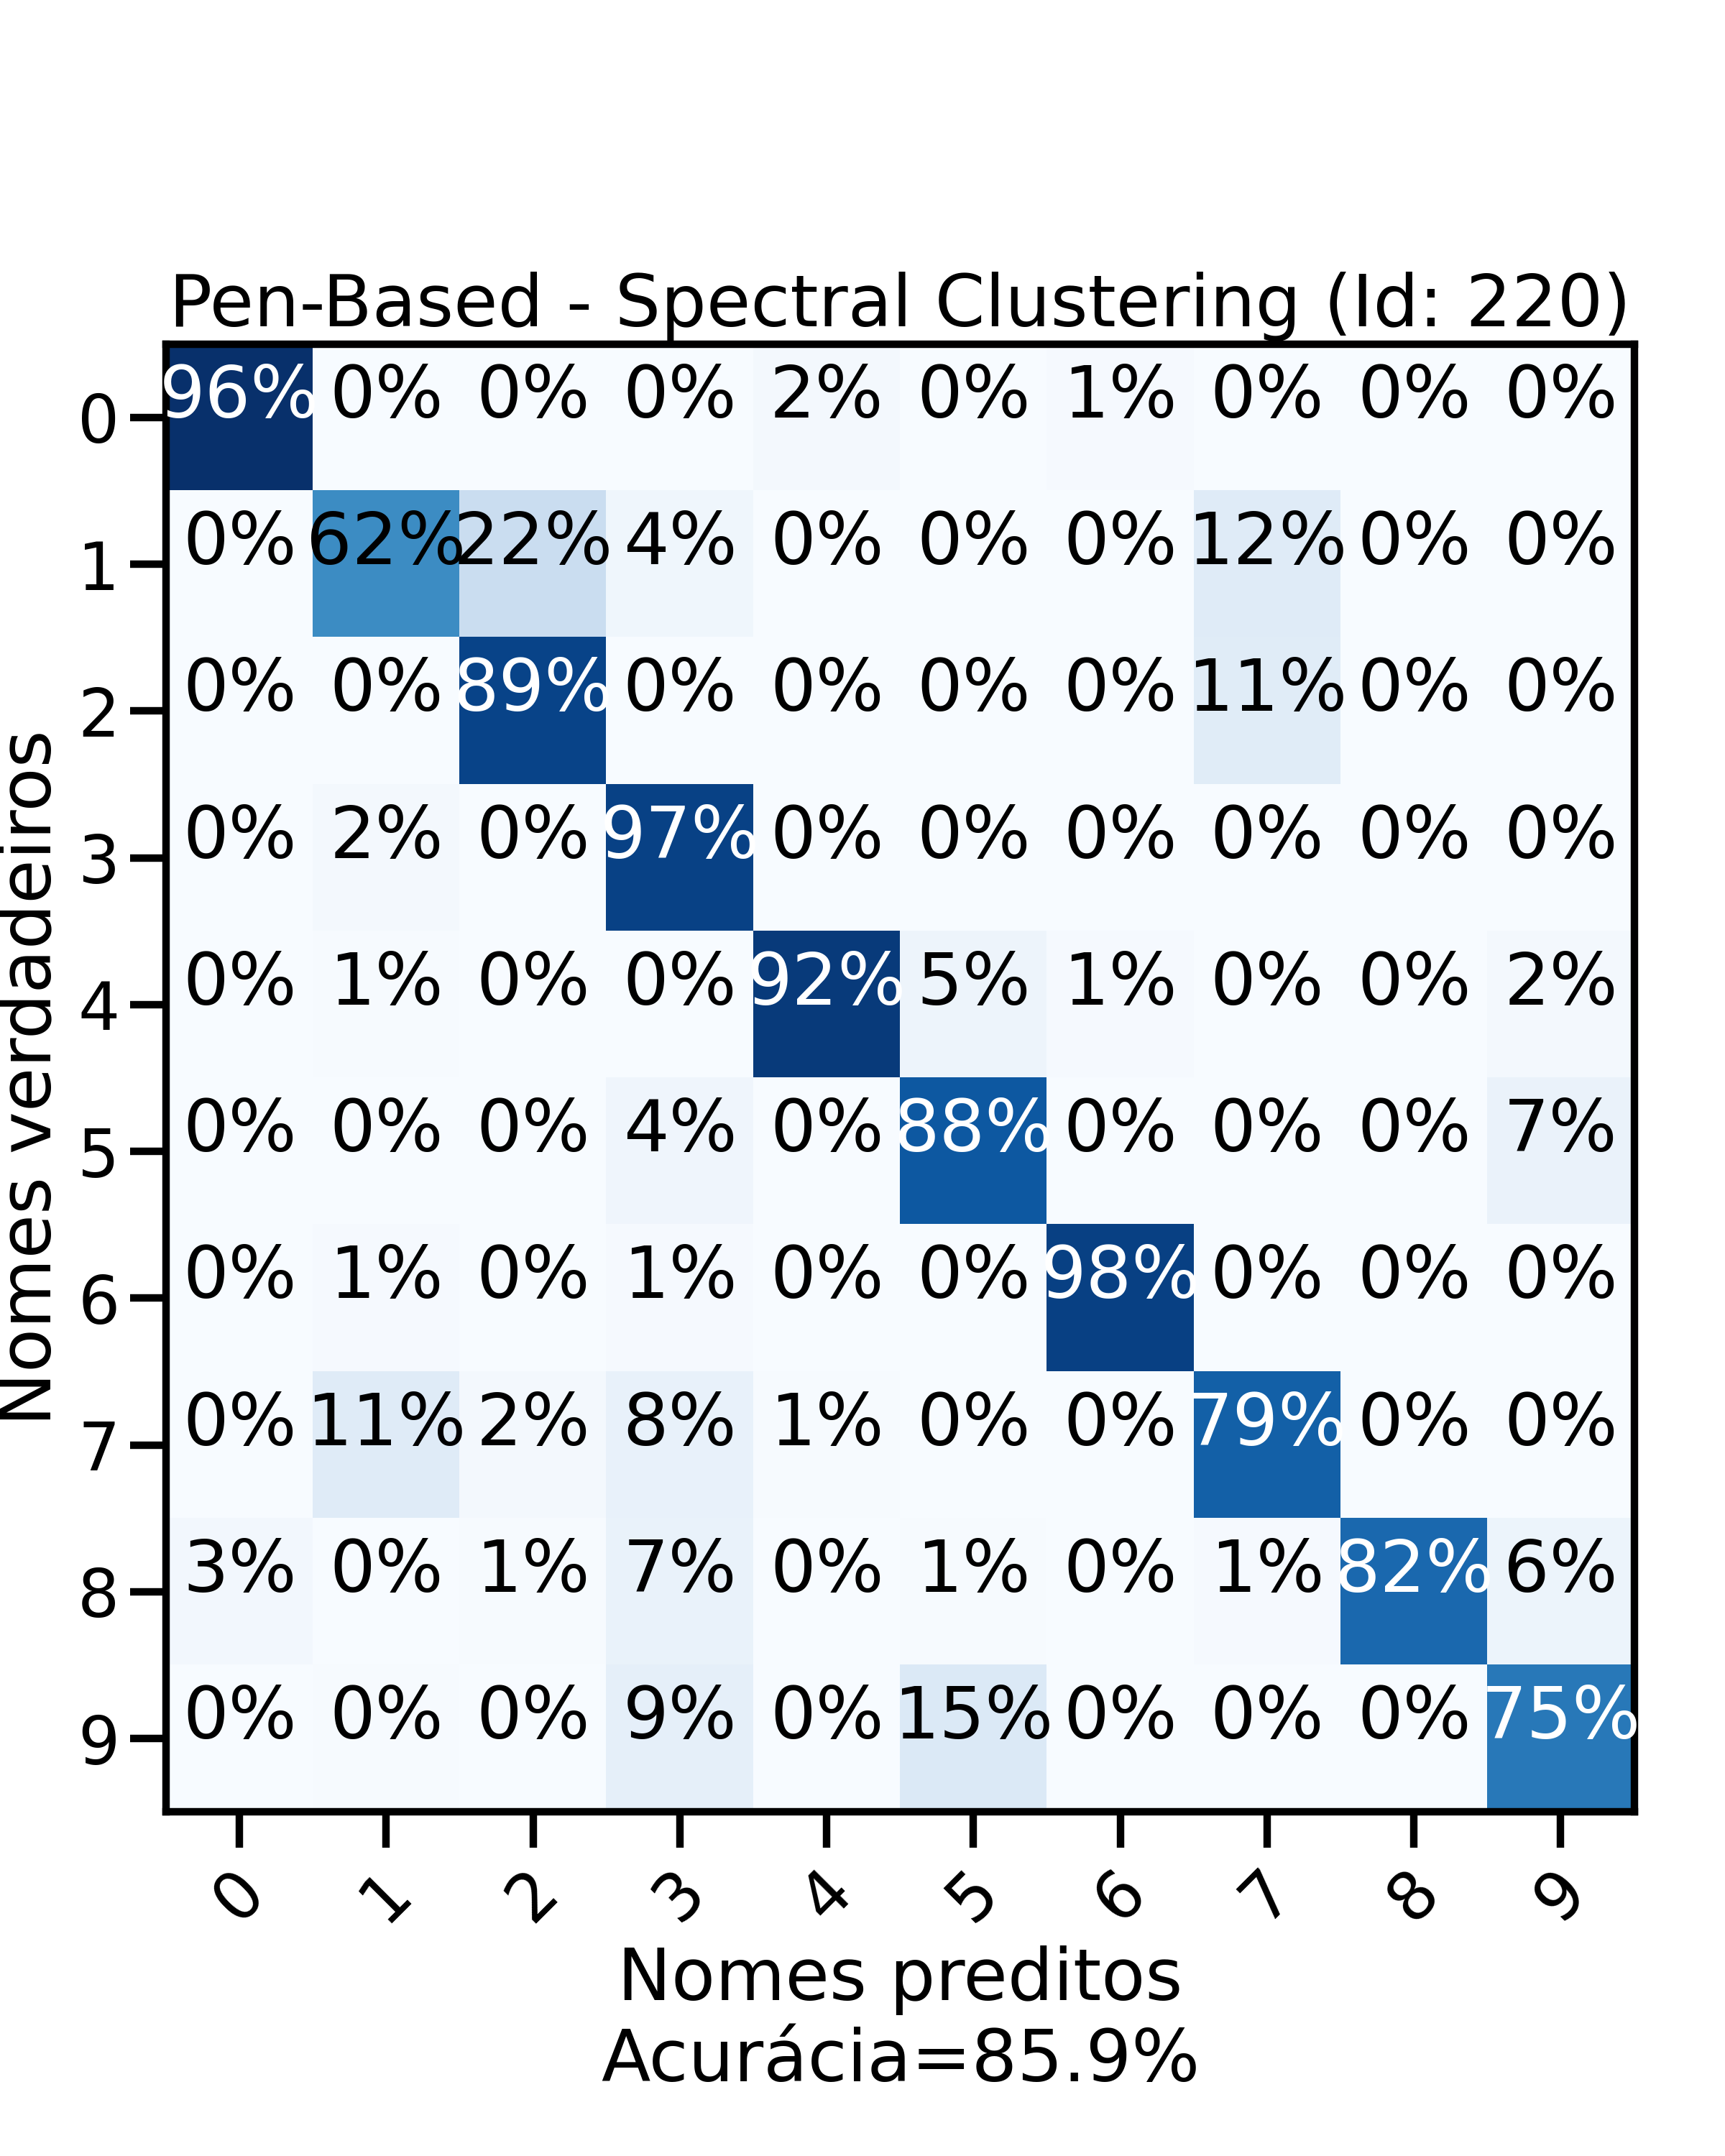 Pen-Based - Spectral Clustering (Id: 220)
Nomes verdadeiros
0 96% 0% 0% 0% 2% 0% 1% 0% 0% 0%
1 0% 62% 22% 4% 0% 0% 0% 12% 0% 0%
2 0% 0% 89% 0% 0% 0% 0% 11% 0% 0%
3 0% 2% 0% 97% 0% 0% 0% 0% 0% 0%
4 0% 1% 0% 0% 92% 5% 1% 0% 0% 2%
5 0% 0% 0% 4% 0% 88% 0% 0% 0% 7%
6 0% 1% 0% 1% 0% 0% 98% 0% 0% 0%
7 0% 11% 2% 8% 1% 0% 0% 79% 0% 0%
8 3% 0% 1% 7% 0% 1% 0% 1% 82% 6%
9 0% 0% 0% 9% 0% 15% 0% 0% 0% 75%
0 1 2 3 4 5 6 7 8 9
Nomes preditos
Acurácia=85.9%